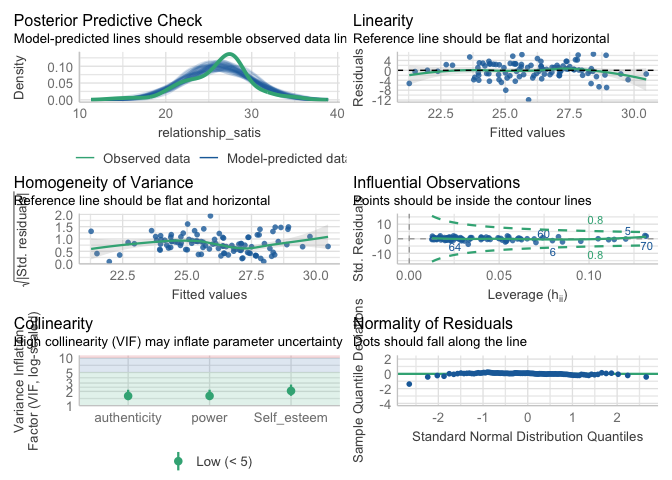 Posterior Predictive Check
Model-predicted lines should resemble observed data lin
Density
0.10
0.05
0.00
10 20 30 40
relationship_satis
Observed data Model-predicted data
Linearity
Reference line should be flat and horizontal
Residuals
4
0
-4
-12
22.5 25.0 27.5 30.0
Fitted values
Homogeneity of Variance
Reference line should be flat and horizontal
√|Std. residuals|
2.0
1.5
1.0
0.5
0.0
22.5 25.0 27.5 30.0
Fitted values
Influential Observations
Points should be inside the contour lines
Std. Residuals
10
0
-10
0.8
60
5
64
6
70
0.8
0.00 0.05 0.10
Leverage (hii)
Collinearity
High collinearity (VIF) may inflate parameter uncertainty
Variance Inflation
Factor (VIF, log-scaled)
10
5
3
2
1
authenticity power Self_esteem
Low (< 5)
Normality of Residuals
Dots should fall along the line
Sample Quantile Deviations
4
2
0
-2
-4
-2 -1 0 1 2
Standard Normal Distribution Quantiles